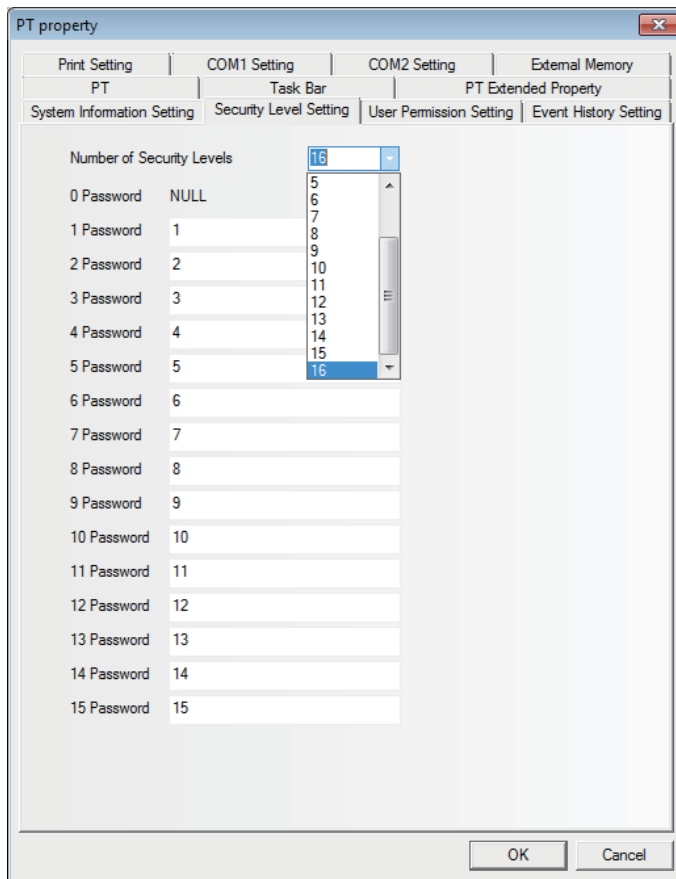 PT property
Print Setting COM1 Setting COM2 Setting External Memory
PT Task Bar PT Extended Property
System Information Setting Security Level Setting User Permission Setting Event History Setting
Number of Security Levels 16
5
6
7
8
9
10
11
12
13
14
15
16
0 Password NULL
1 Password 1
2 Password 2
3 Password 3
4 Password 4
5 Password 5
6 Password 6
7 Password 7
8 Password 8
9 Password 9
10 Password 10
11 Password 11
12 Password 12
13 Password 13
14 Password 14
15 Password 15
OK Cancel